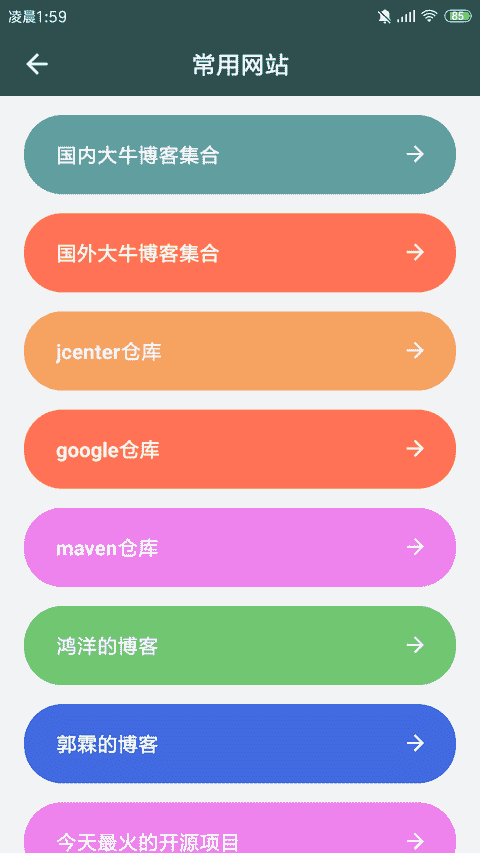 凌晨1:59
85
常用网站
国内大牛博客集合
国外大牛博客集合
jcenter仓库
google仓库
maven仓库
鸿洋的博客
郭霖的博客
今天最火的开源项目